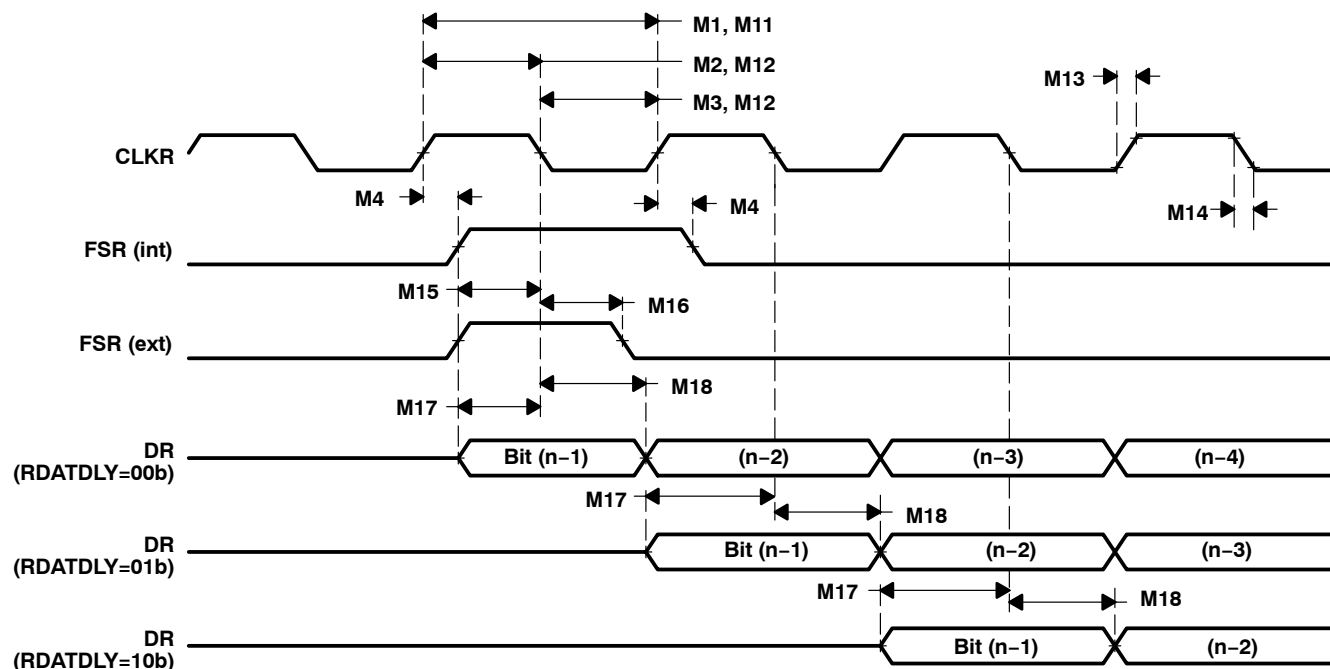 M1, M11
M2, M12
M13
M3, M12
CLKR
M4
M4
M14
FSR (int)
M15
M16
FSR (ext)
M18
M17
DR
(RDATDLY=00b)
Bit (n−1)
(n−2)
(n−3)
(n−4)
M17
M18
DR
(RDATDLY=01b)
Bit (n−1)
(n−2)
(n−3)
M17
M18
DR
(RDATDLY=10b)
Bit (n−1)
(n−2)